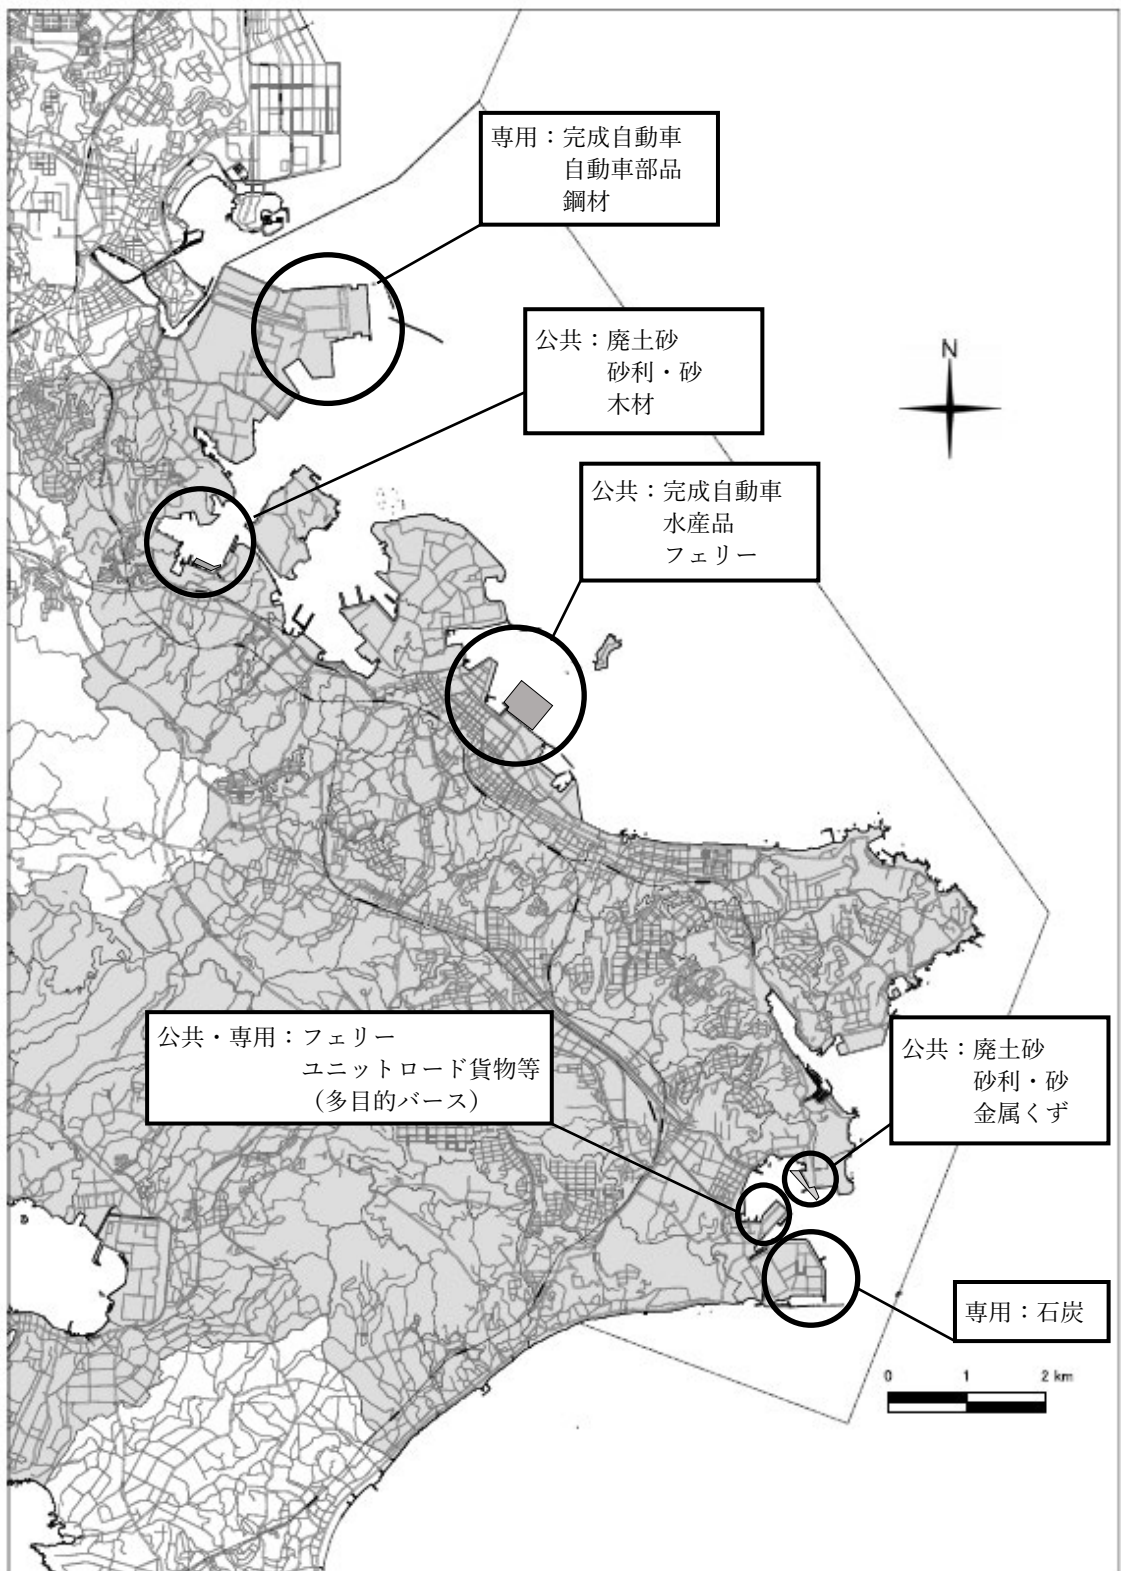 専用：完成自動車
自動車部品
鋼材
公共：廃土砂
砂利・砂
木材
N
公共：完成自動車
水産品
フェリー
公共・専用：フェリー
ユニットロード貨物等
（多目的バース）
公共：廃土砂
砂利・砂
金属くず
専用：石炭
0 1 2 km